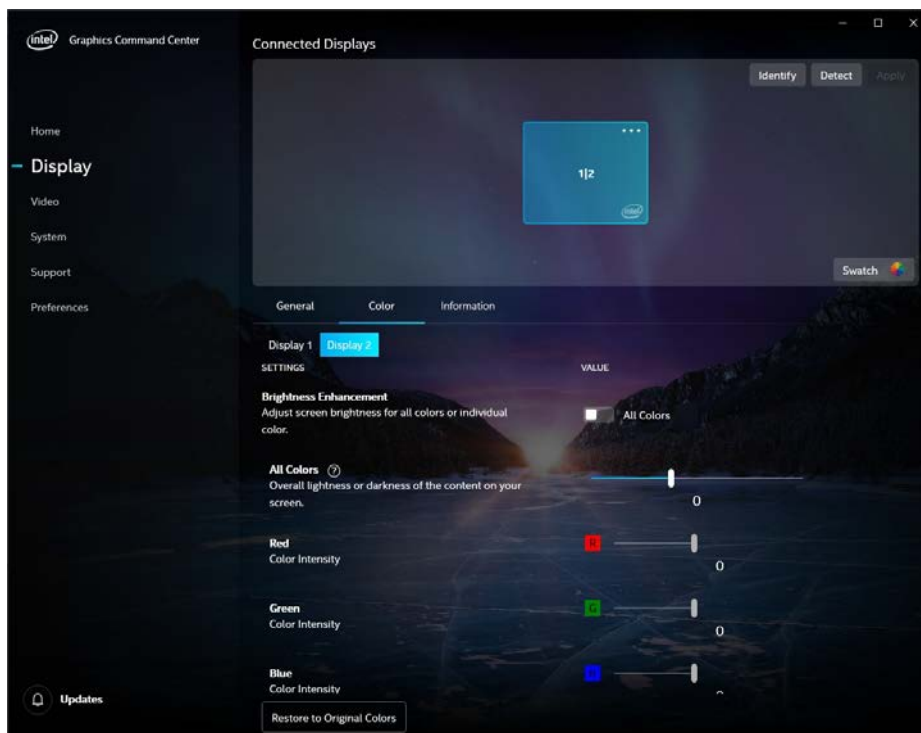 intel Graphics Command Center
Connected Displays
Identify Detect Apply
1|2
intel
Swatch
Home
Display
Video
System
Support
Preferences
General Color Information
Display 1 Display 2
SETTINGS VALUE
Brightness Enhancement
Adjust screen brightness for all colors or individual
color.
All Colors
All Colors ?
Overall lightness or darkness of the content on your
screen.
0
Red
Color Intensity
R
0
Green
Color Intensity
G
0
Blue
Color Intensity
Restore to Original Colors
Updates